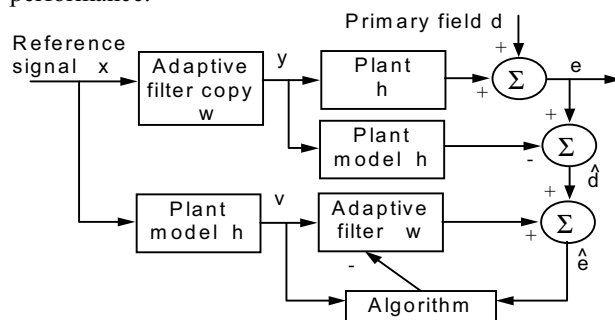 performance.
Primary field d
Reference
signal x
Adaptive
filter copy
w
y
Plant
h
+
+
Σ
e
Plant
model h
+
-
Σ
d̂
Plant
model h
v
Adaptive
filter w
+
+
Σ
ê
-
Algorithm